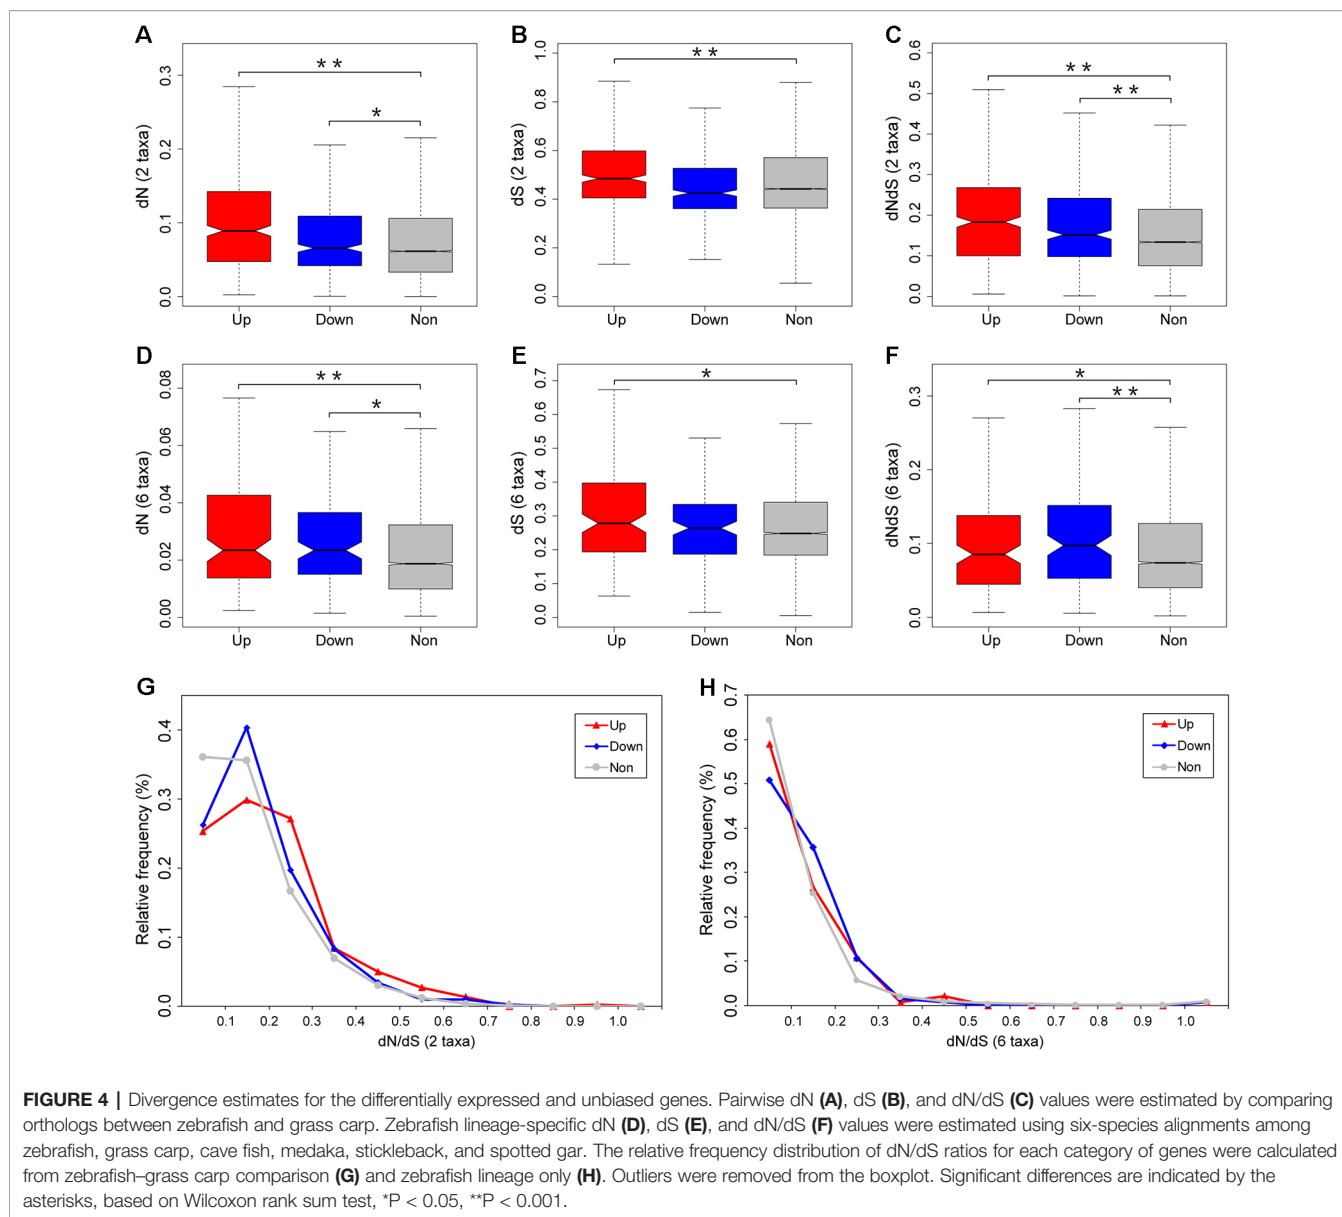 A
dN (2 taxa)
0.0 0.1 0.2 0.3
** *
Up Down Non
B
dS (2 taxa)
0.0 0.2 0.4 0.6 0.8 1.0
**
Up Down Non
C
dNdS (2 taxa)
0.0 0.1 0.2 0.3 0.4 0.5 0.6
** **
Up Down Non
D
dN (6 taxa)
0.00 0.02 0.04 0.06 0.08
** *
Up Down Non
E
dS (6 taxa)
0.0 0.1 0.2 0.3 0.4 0.5 0.6 0.7
*
Up Down Non
F
dNdS (6 taxa)
0.0 0.1 0.2 0.3
* **
Up Down Non
G
Relative frequency (%)
0.0 0.1 0.2 0.3 0.4
Up
Down
Non
0.1 0.2 0.3 0.4 0.5 0.6 0.7 0.8 0.9 1.0
dN/dS (2 taxa)
H
Relative frequency (%)
0.0 0.1 0.2 0.3 0.4 0.5 0.6 0.7
Up
Down
Non
0.1 0.2 0.3 0.4 0.5 0.6 0.7 0.8 0.9 1.0
dN/dS (6 taxa)
FIGURE 4 | Divergence estimates for the differentially expressed and unbiased genes. Pairwise dN (A), dS (B), and dN/dS (C) values were estimated by comparing
orthologs between zebrafish and grass carp. Zebrafish lineage-specific dN (D), dS (E), and dN/dS (F) values were estimated using six-species alignments among
zebrafish, grass carp, cave fish, medaka, stickleback, and spotted gar. The relative frequency distribution of dN/dS ratios for each category of genes were calculated
from zebrafish–grass carp comparison (G) and zebrafish lineage only (H). Outliers were removed from the boxplot. Significant differences are indicated by the
asterisks, based on Wilcoxon rank sum test, *P < 0.05, **P < 0.001.